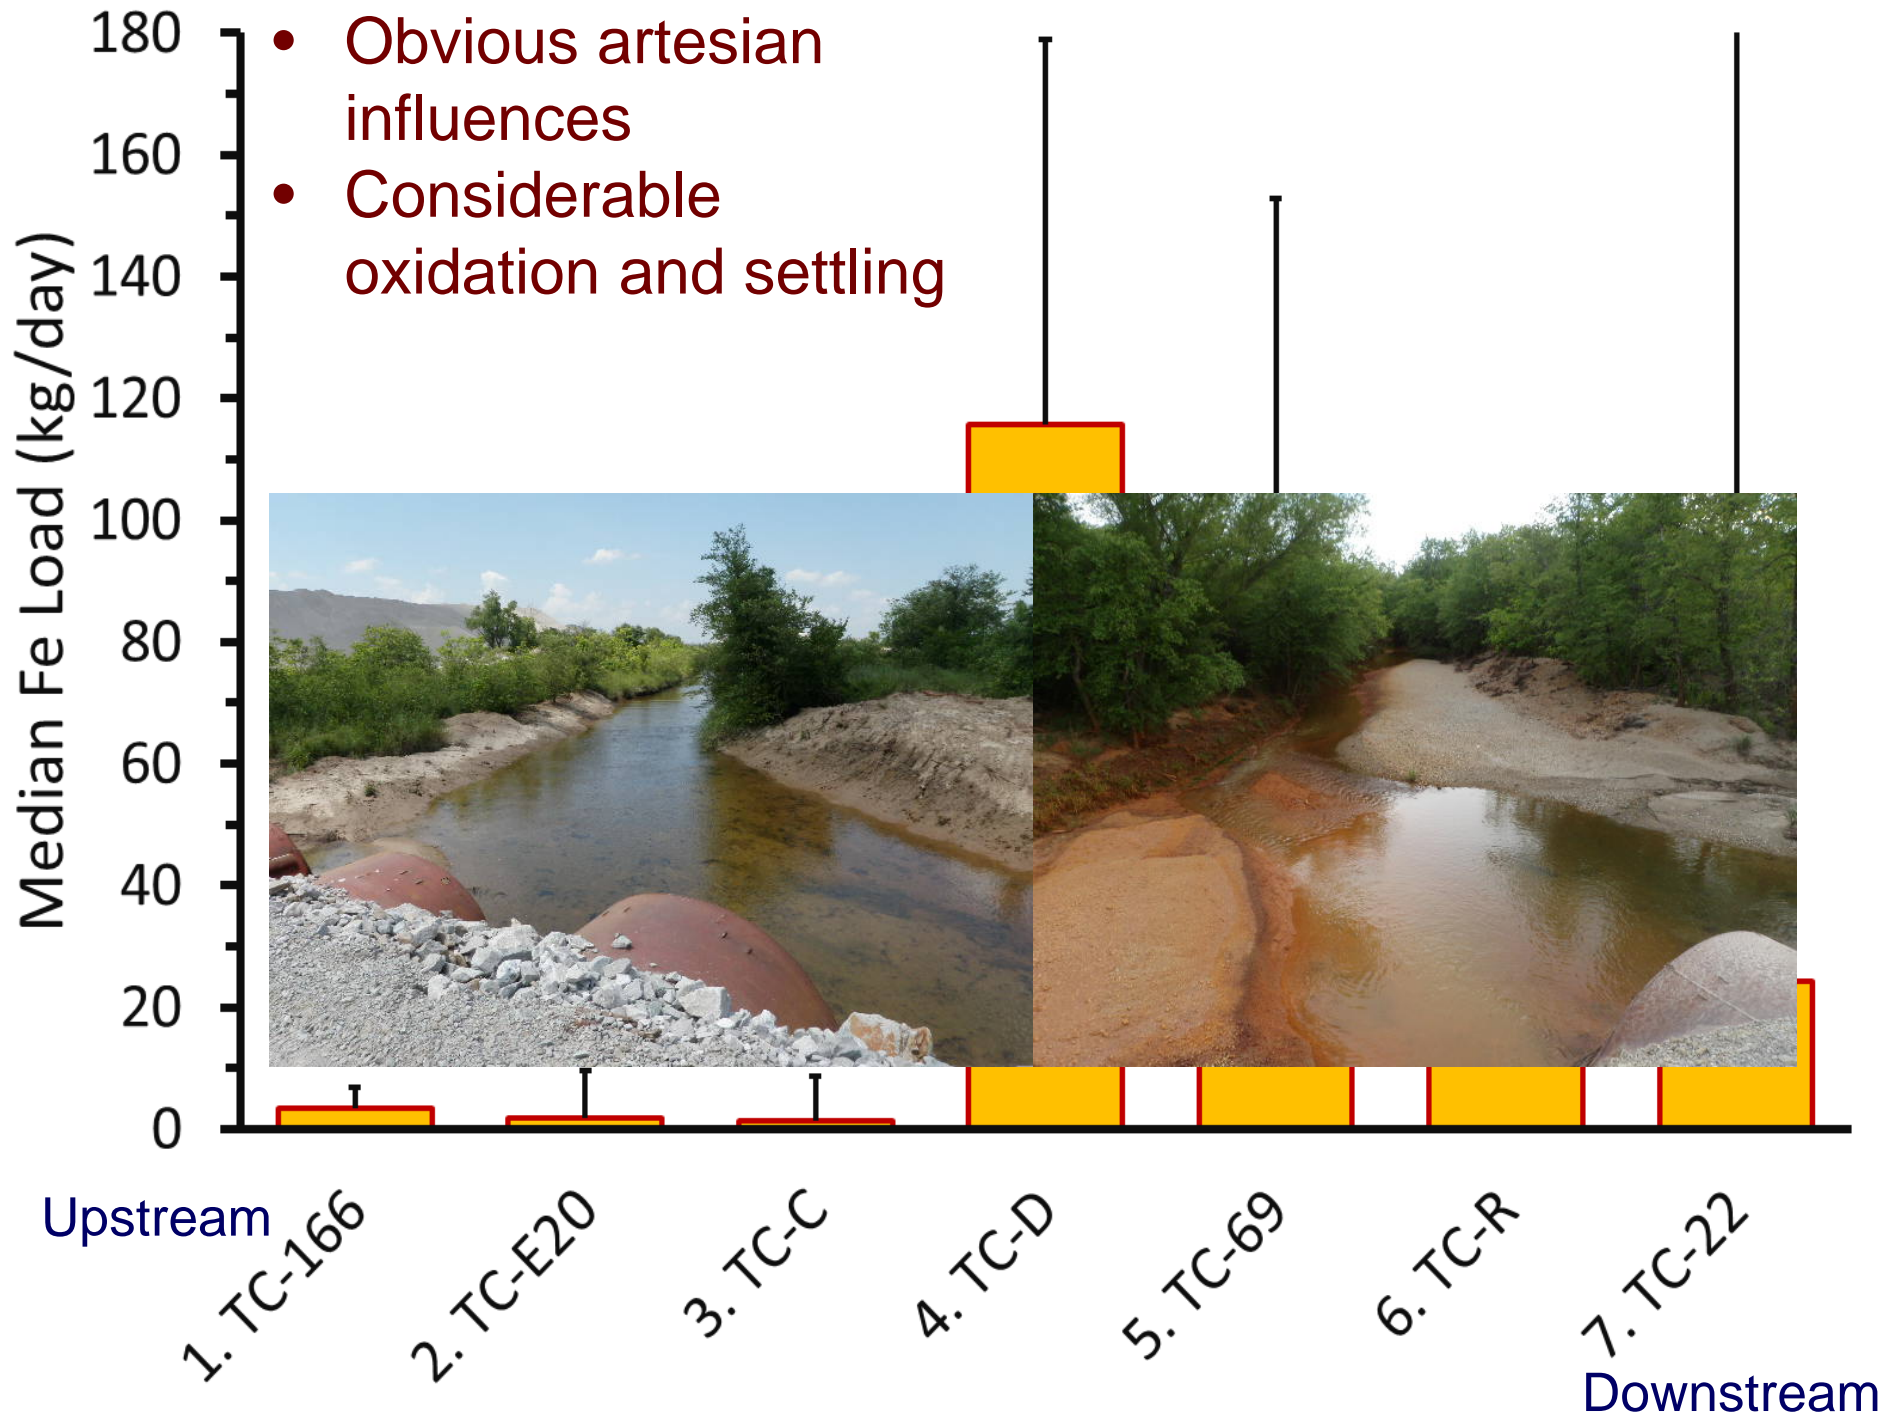 • Obvious artesian
influences
• Considerable
oxidation and settling
Median Fe Load (kg/day)
180
160
140
120
100
80
60
40
20
0
Upstream
1. TC-166
2. TC-E20
3. TC-C
4. TC-D
5. TC-69
6. TC-R
7. TC-22
Downstream